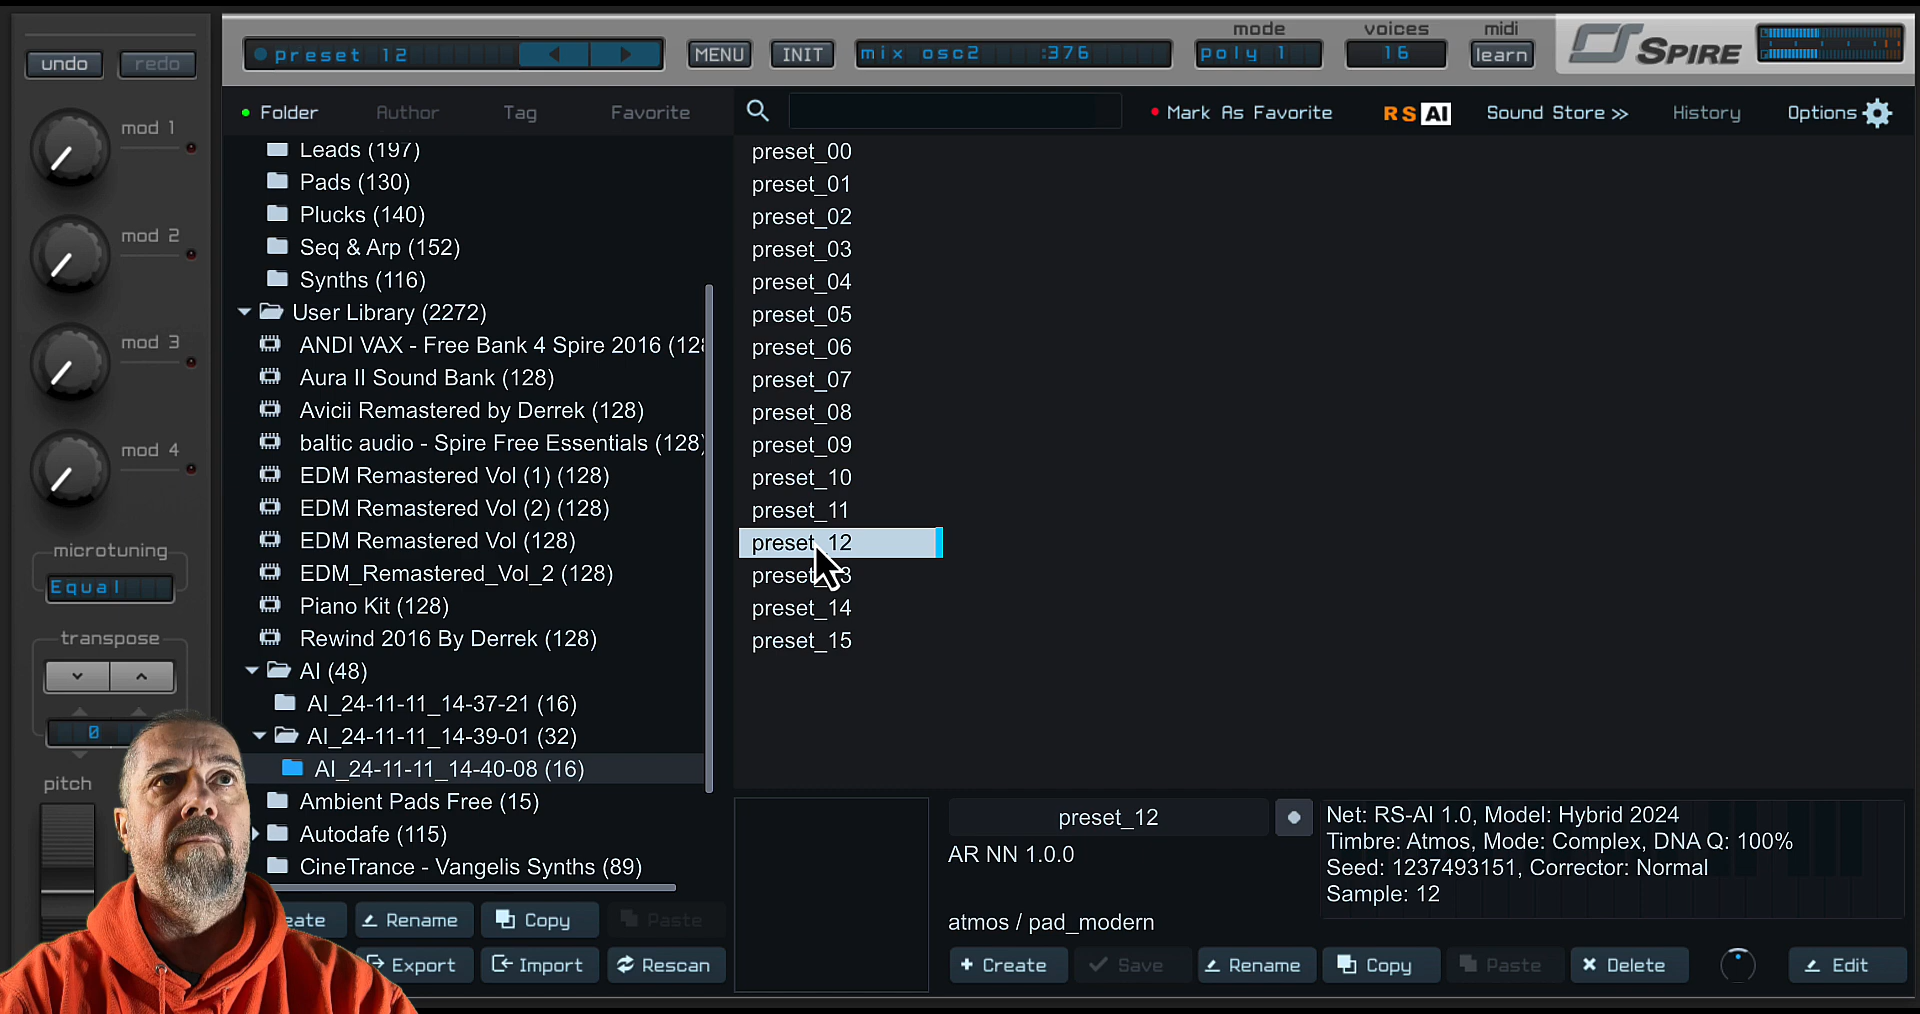 undo redo
preset 12 MENU INIT mix osc2 :376
mode
poly 1
voices
16
midi
learn
SPIRE
mod 1
mod 2
mod 3
mod 4
microtuning
Equal
transpose
0
pitch
Folder Author Tag Favorite
Mark As Favorite RS AI Sound Store >> History Options
Leads (197)
Pads (130)
Plucks (140)
Seq & Arp (152)
Synths (116)
User Library (2272)
ANDI VAX - Free Bank 4 Spire 2016 (128
Aura II Sound Bank (128)
Avicii Remastered by Derrek (128)
baltic audio - Spire Free Essentials (128)
EDM Remastered Vol (1) (128)
EDM Remastered Vol (2) (128)
EDM Remastered Vol (128)
EDM_Remastered_Vol_2 (128)
Piano Kit (128)
Rewind 2016 By Derrek (128)
AI (48)
AI_24-11-11_14-37-21 (16)
AI_24-11-11_14-39-01 (32)
AI_24-11-11_14-40-08 (16)
Ambient Pads Free (15)
Autodafe (115)
CineTrance - Vangelis Synths (89)
eate Rename Copy Paste
Export Import Rescan
preset_00
preset_01
preset_02
preset_03
preset_04
preset_05
preset_06
preset_07
preset_08
preset_09
preset_10
preset_11
preset_12
preset_3
preset_14
preset_15
preset_12
AR NN 1.0.0
atmos / pad_modern
Net: RS-AI 1.0, Model: Hybrid 2024
Timbre: Atmos, Mode: Complex, DNA Q: 100%
Seed: 1237493151, Corrector: Normal
Sample: 12
+ Create Save Rename Copy Paste Delete Edit